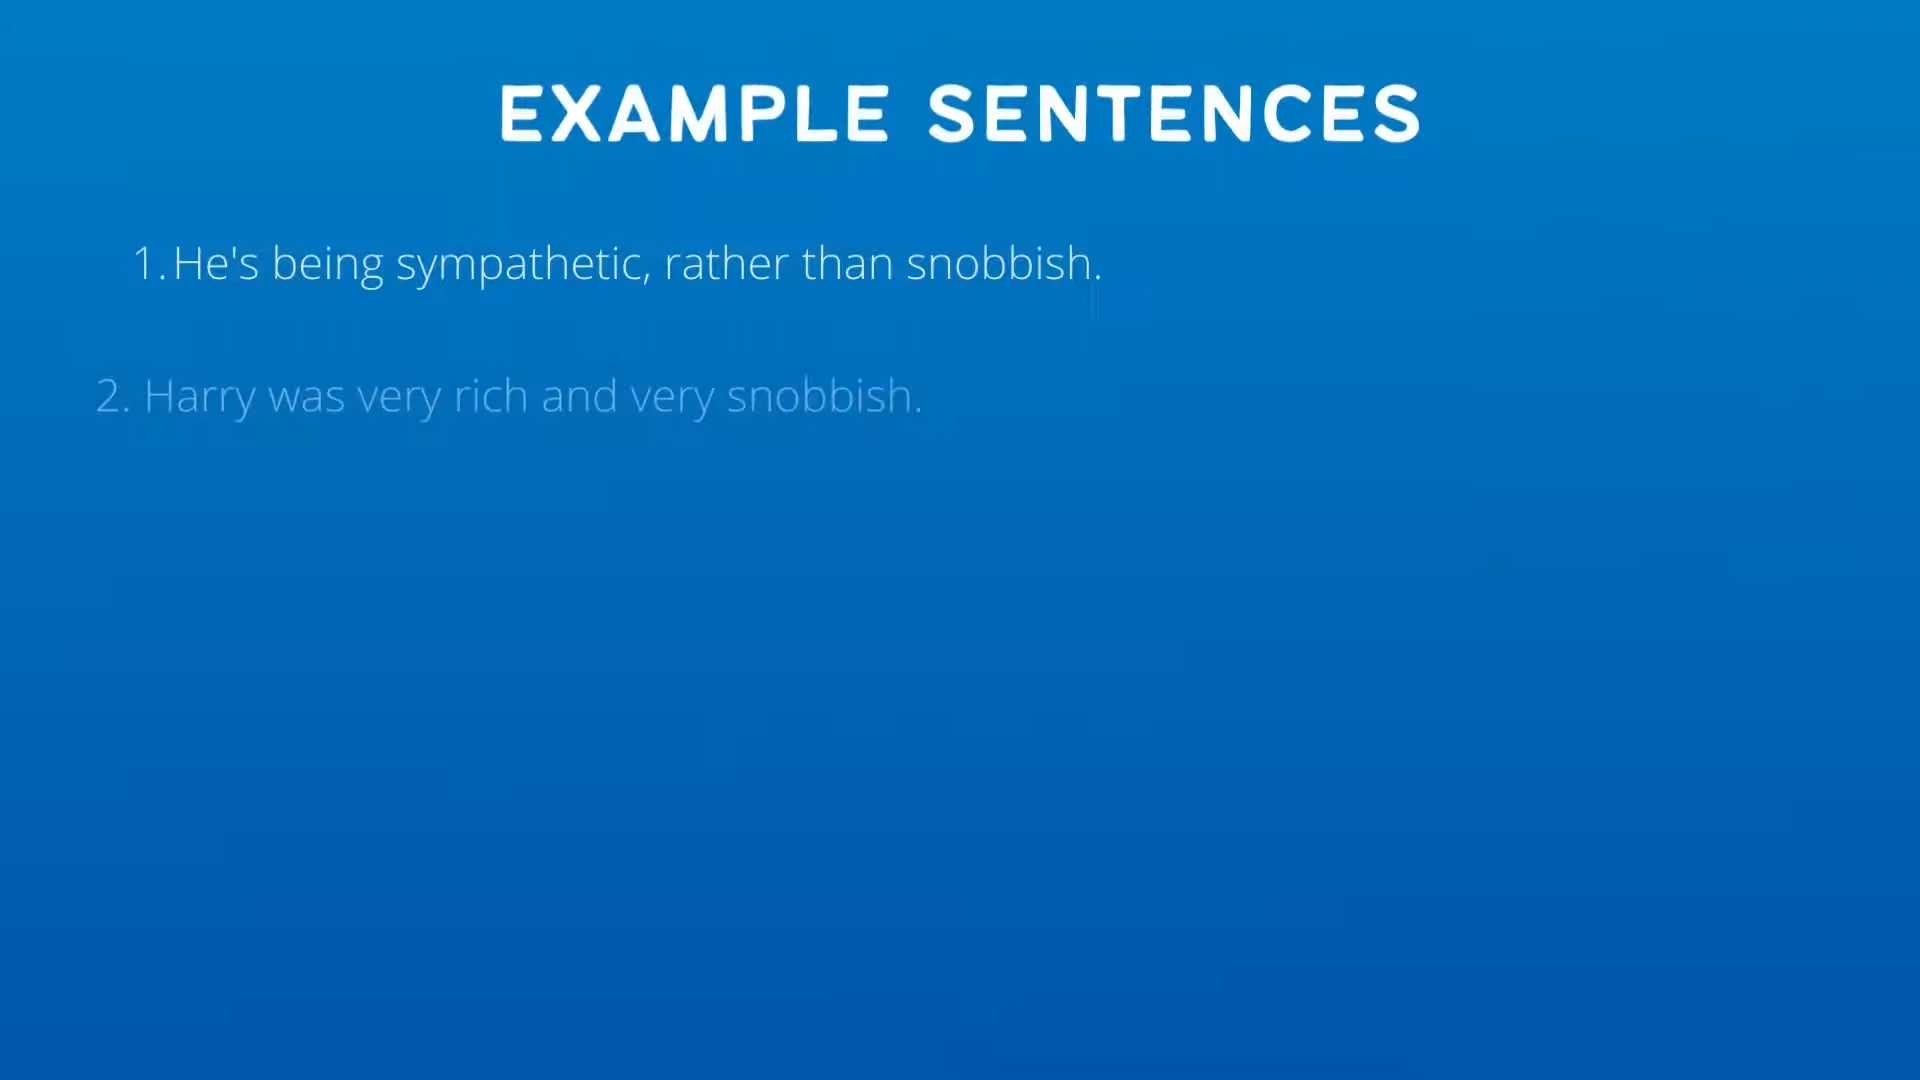 EXAMPLE SENTENCES
1. He's being sympathetic, rather than snobbish.
2. Harry was very rich and very snobbish.